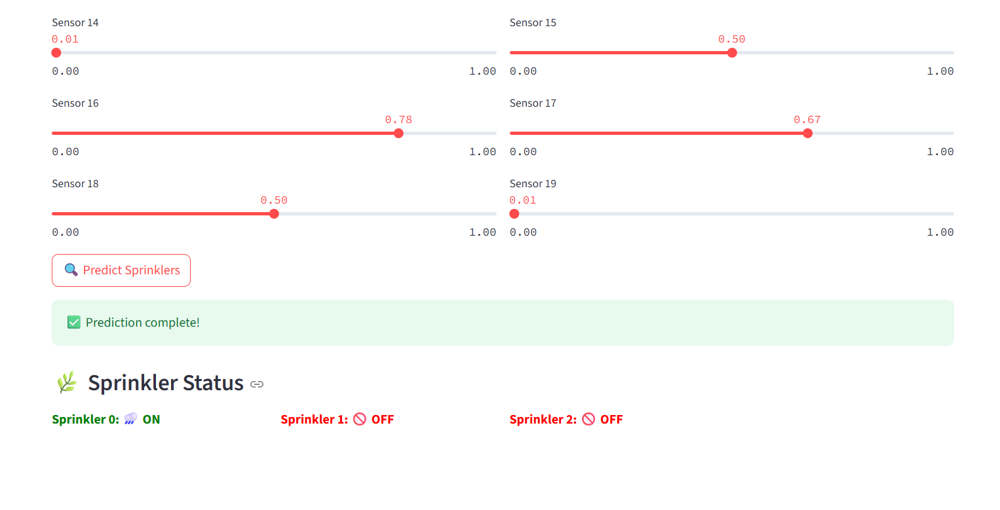 Sensor 14 Sensor 15
0.01 0.50
0.00 1.00 0.00 1.00
Sensor 16 Sensor 17
0.78 0.67
0.00 1.00 0.00 1.00
Sensor 18 Sensor 19
0.50 0.01
0.00 1.00 0.00 1.00
Predict Sprinklers
Prediction complete!
Sprinkler Status
Sprinkler 0: ON Sprinkler 1: OFF Sprinkler 2: OFF